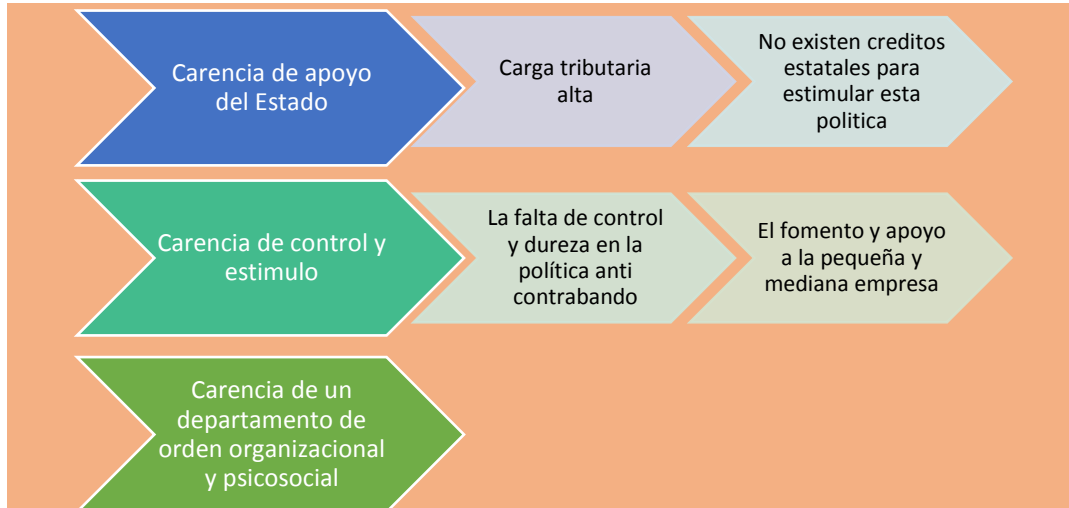 Carencia de apoyo
del Estado
Carga tributaria
alta
No existen creditos
estatales para
estimular esta
politica
Carencia de control y
estimulo
La falta de control
y dureza en la
política anti
contrabando
El fomento y apoyo
a la pequeña y
mediana empresa
Carencia de un
departamento de
orden organizacional
y psicosocial